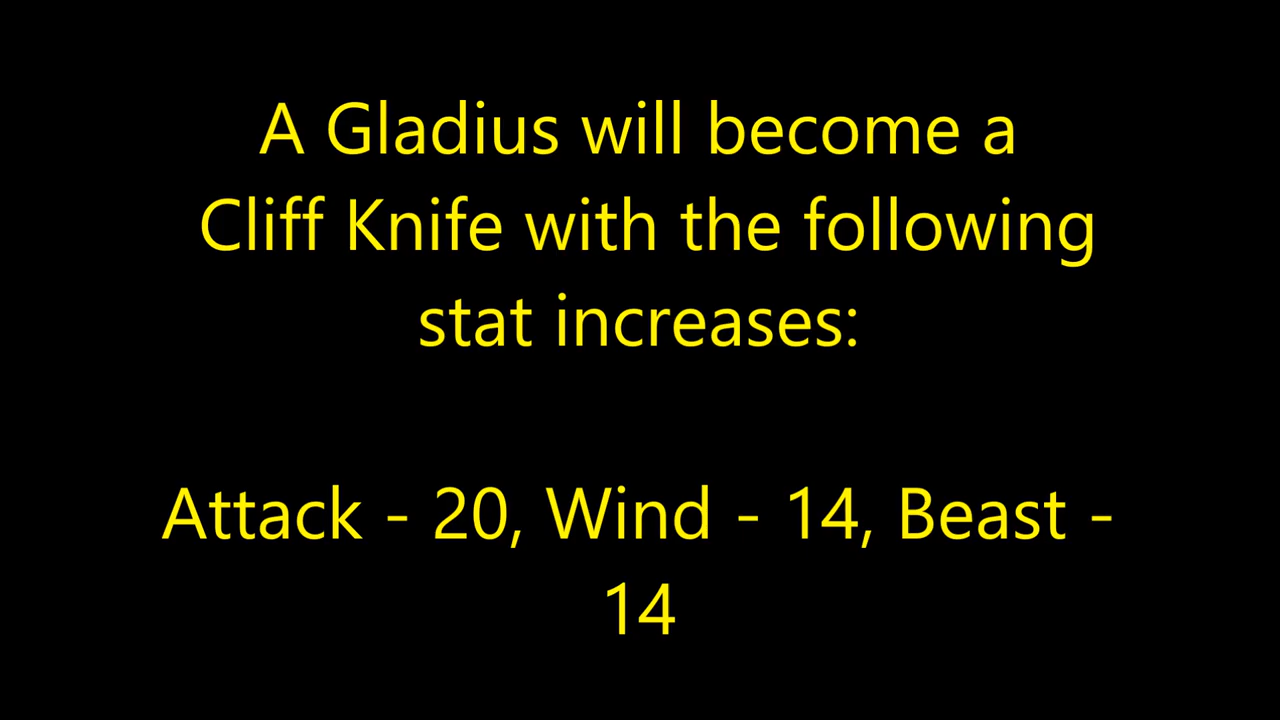 A Gladius will become a
Cliff Knife with the following
stat increases:
Attack - 20, Wind - 14, Beast -
14